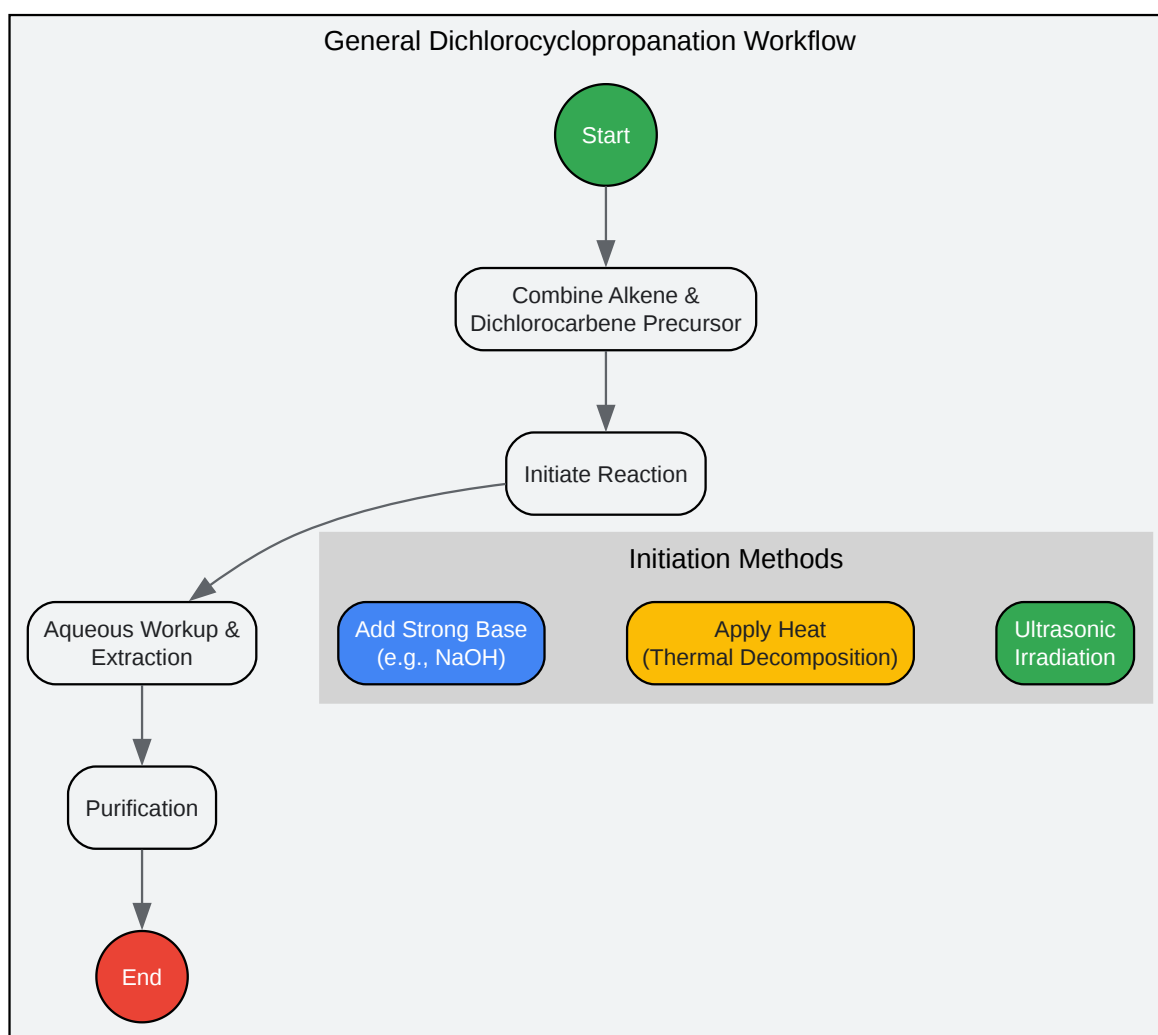 General Dichlorocyclopropanation Workflow
Start
Combine Alkene &
Dichlorocarbene Precursor
Initiate Reaction
Initiation Methods
Aqueous Workup &
Extraction
Add Strong Base
(e.g., NaOH)
Apply Heat
(Thermal Decomposition)
Ultrasonic
Irradiation
Purification
End